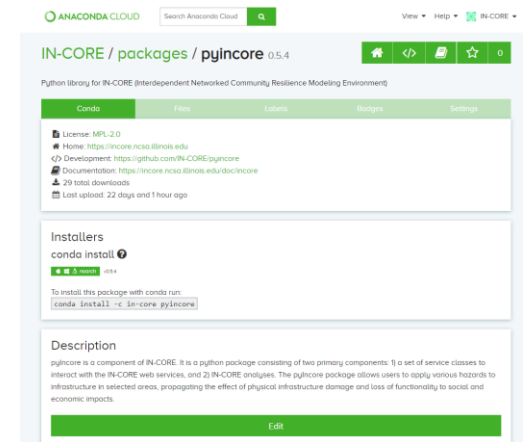 ANACONDA CLOUD
Search Anaconda Cloud
View
Help
IN-CORE
IN-CORE / packages / pyincore 0.5.4
0
Python library for IN-CORE (Interdependent Networked Community Resilience Modeling Environment)
Conda
Files
Labels
Badges
Settings
License: MPL-2.0
Home: https://incore.ncsa.illinois.edu
</> Development: https://github.com/IN-CORE/pyincore
Documentation: https://incore.ncsa.illinois.edu/doc/incore
29 total downloads
Last upload: 22 days and 1 hour ago
Installers
conda install
noarch v0.5.4
To install this package with conda run:
conda install -c in-core pyincore
Description
pyIncore is a component of IN-CORE. It is a python package consisting of two primary components: 1) a set of service classes to
interact with the IN-CORE web services, and 2) IN-CORE analyses. The pyIncore package allows users to apply various hazards to
infrastructure in selected areas, propagating the effect of physical infrastructure damage and loss of functionality to social and
economic impacts.
Edit